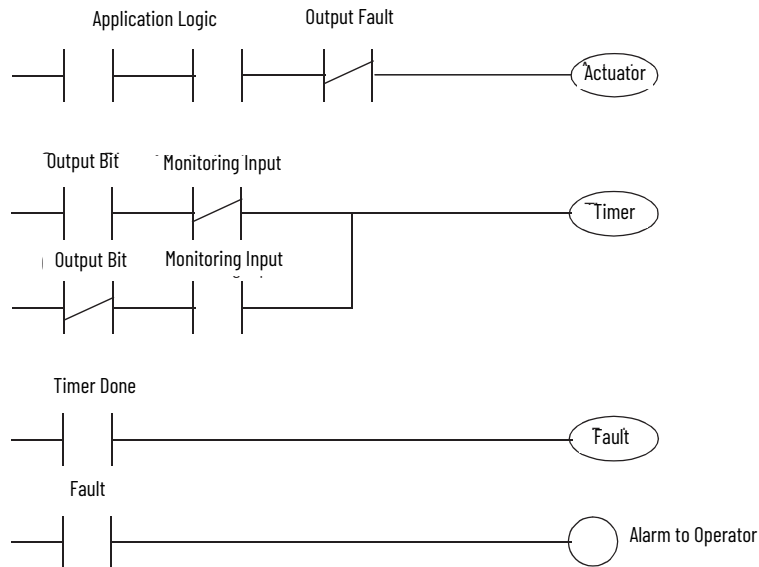 Application Logic
Output Fault
Actuator
Output Bit
Monitoring Input
Timer
Output Bit
Monitoring Input
Timer Done
Fault
Fault
Alarm to Operator